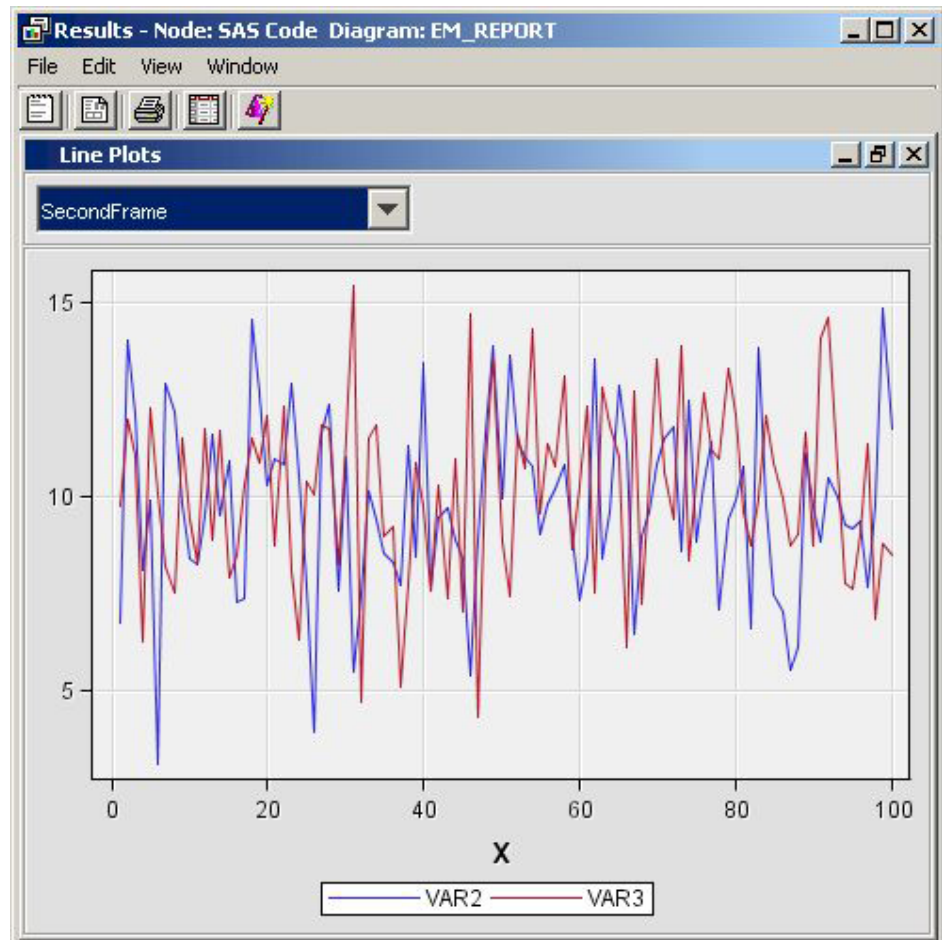 Results - Node: SAS Code Diagram: EM_REPORT
File Edit View Window
Line Plots
SecondFrame
15
10
5
0 20 40 60 80 100
X
VAR2 VAR3